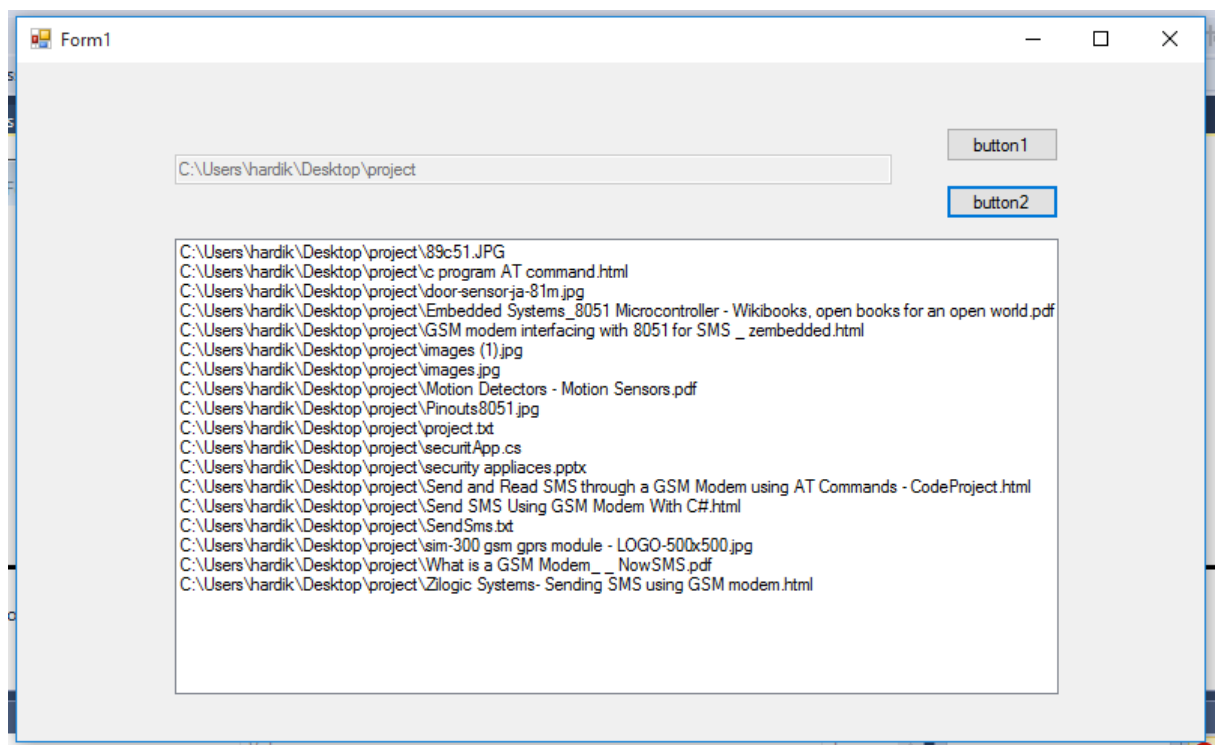 Form1
button1
C:\Users\hardik\Desktop\project
button2
C:\Users\hardik\Desktop\project\89c51.JPG
C:\Users\hardik\Desktop\project\c program AT command.html
C:\Users\hardik\Desktop\project\door-sensor-ja-81m.jpg
C:\Users\hardik\Desktop\project\Embedded Systems_8051 Microcontroller - Wikibooks, open books for an open world.pdf
C:\Users\hardik\Desktop\project\GSM modem interfacing with 8051 for SMS _ zembedded.html
C:\Users\hardik\Desktop\project\images (1).jpg
C:\Users\hardik\Desktop\project\images.jpg
C:\Users\hardik\Desktop\project\Motion Detectors - Motion Sensors.pdf
C:\Users\hardik\Desktop\project\Pinouts8051.jpg
C:\Users\hardik\Desktop\project\project.txt
C:\Users\hardik\Desktop\project\securitApp.cs
C:\Users\hardik\Desktop\project\security appliaces.pptx
C:\Users\hardik\Desktop\project\Send and Read SMS through a GSM Modem using AT Commands - CodeProject.html
C:\Users\hardik\Desktop\project\Send SMS Using GSM Modem With C#.html
C:\Users\hardik\Desktop\project\SendSms.txt
C:\Users\hardik\Desktop\project\sim-300 gsm gprs module - LOGO-500x500.jpg
C:\Users\hardik\Desktop\project\What is a GSM Modem_ _ NowSMS.pdf
C:\Users\hardik\Desktop\project\Zilogic Systems- Sending SMS using GSM modem.html